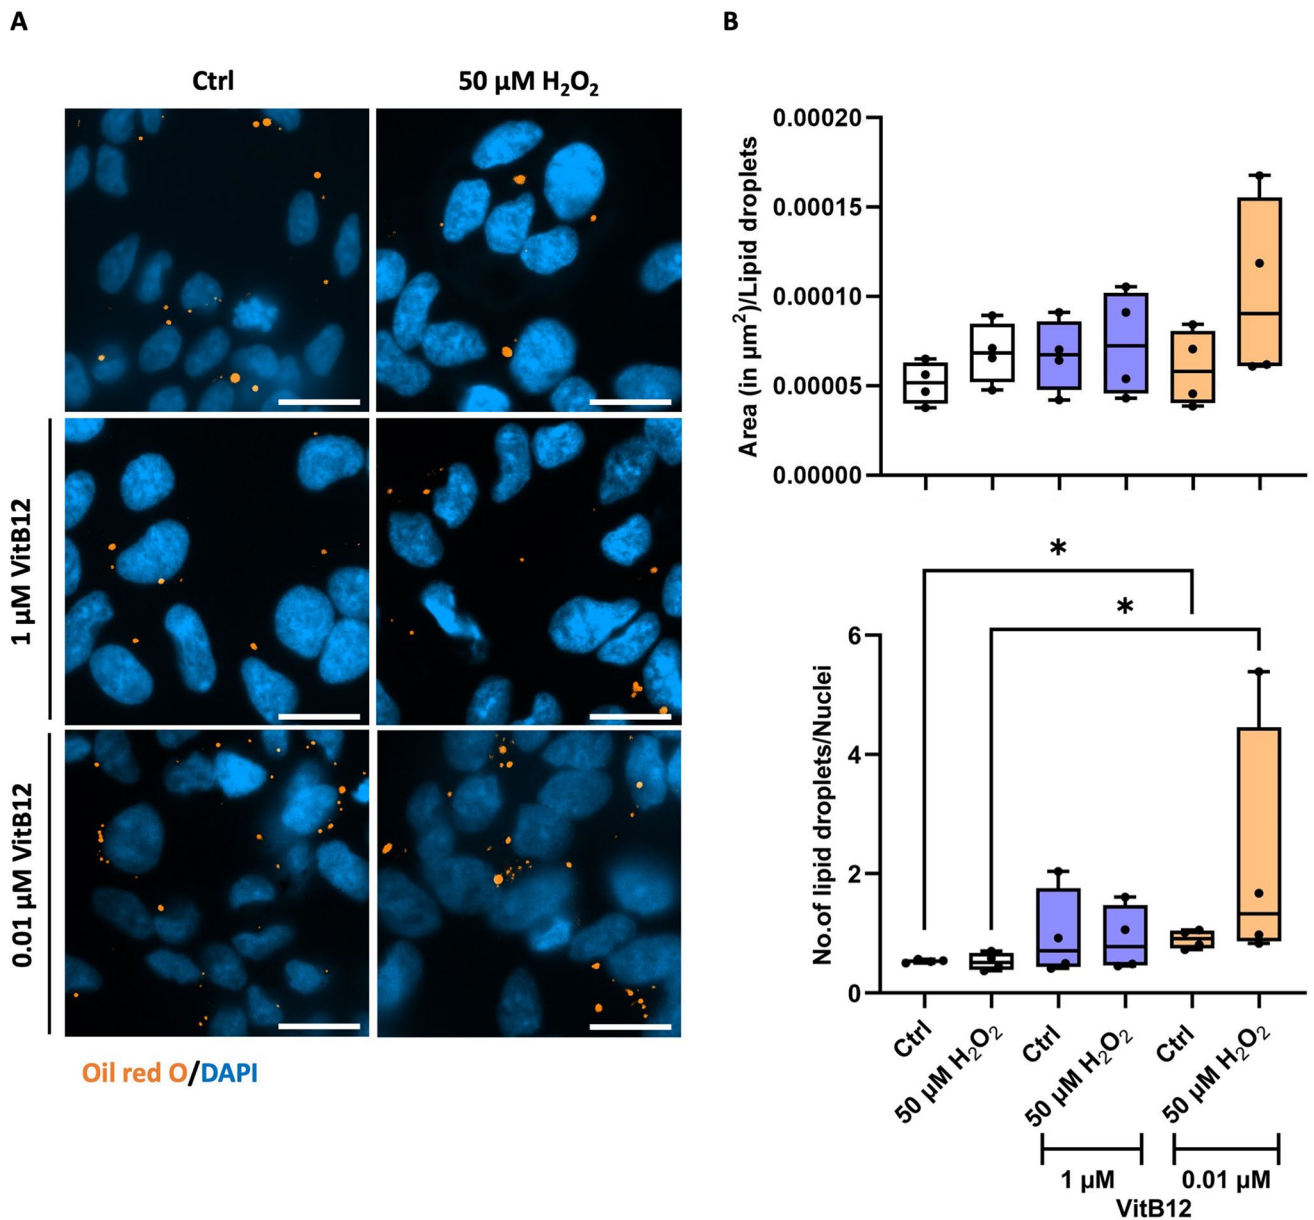 A
B
Ctrl
50 µM H₂O₂
1 µM VitB12
0.01 µM VitB12
Oil red O/DAPI
Area (in µm²)/Lipid droplets
0.00020
0.00015
0.00010
0.00005
0.00000
*
*
No.of lipid droplets/Nuclei
6
4
2
0
Ctrl
50 µM H₂O₂
Ctrl
50 µM H₂O₂
Ctrl
50 µM H₂O₂
1 µM
0.01 µM
VitB12